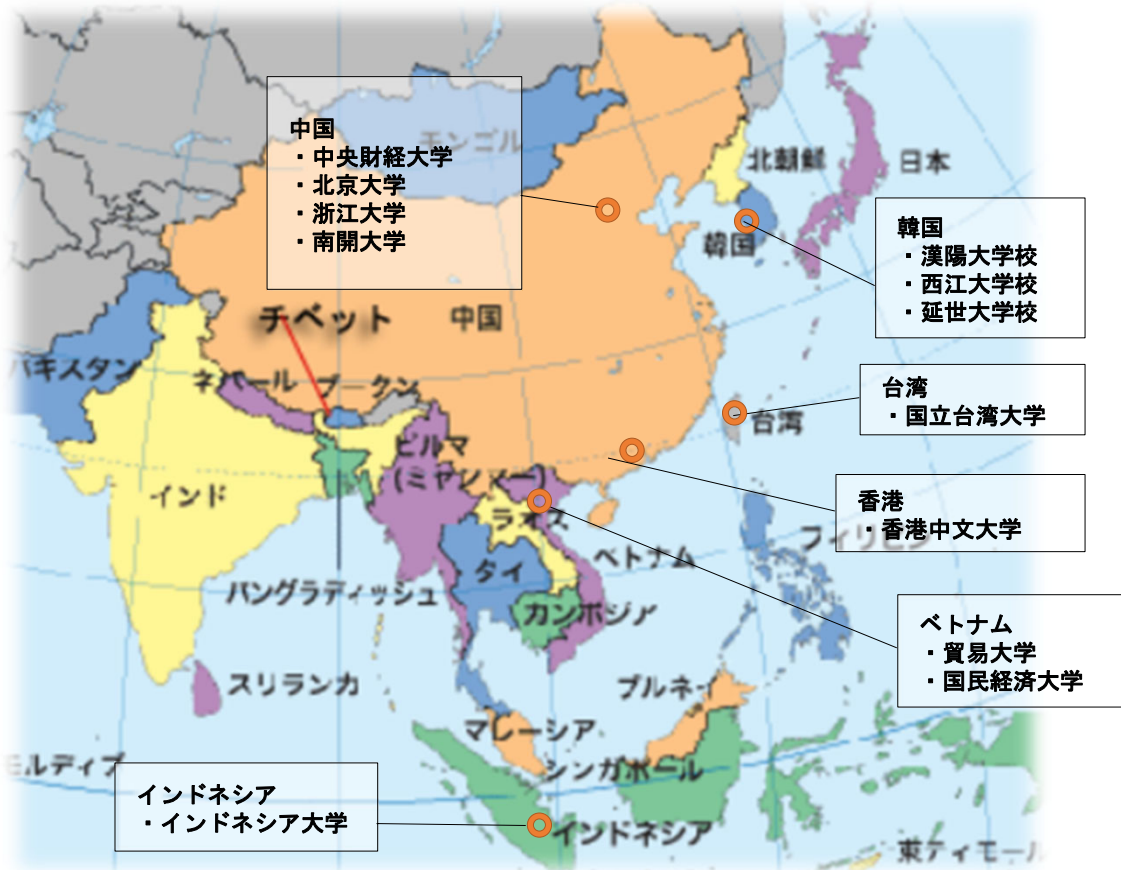 中国
・中央財経大学
・北京大学
・浙江大学
・南開大学
モンゴル
北朝鮮
日本
韓国
韓国
・漢陽大学校
・西江大学校
・延世大学校
チベット
中国
パキスタン
ネパール
ブータン
台湾
・国立台湾大学
台湾
ビルマ
(ミャンマー)
インド
ラオス
香港
・香港中文大学
フィリピン
ベトナム
タイ
バングラディッシュ
カンボジア
ベトナム
・貿易大学
・国民経済大学
スリランカ
ブルネー
マレーシア
シンガポール
モルディブ
インドネシア
・インドネシア大学
インドネシア
東ティモール